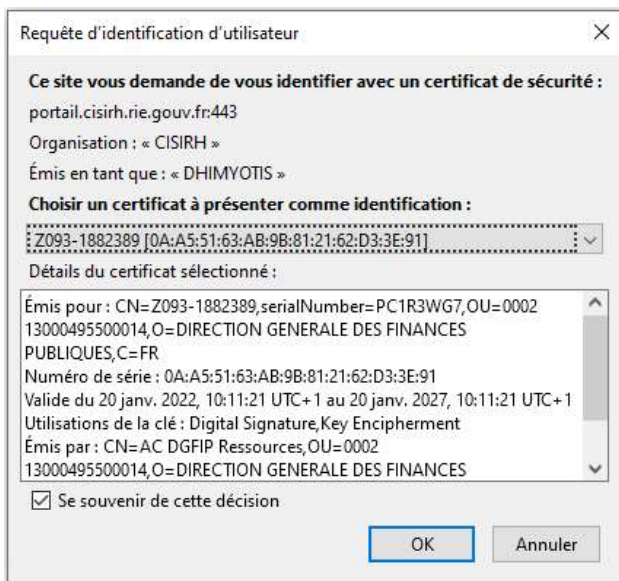 Requête d'identification d'utilisateur
Ce site vous demande de vous identifier avec un certificat de sécurité :
portail.cisirh.rie.gouv.fr:443
Organisation : « CISIRH »
Émis en tant que : « DHIMYOTIS »
Choisir un certificat à présenter comme identification :
Z093-1882389 [0A:A5:51:63:AB:9B:81:21:62:D3:3E:91]
Détails du certificat sélectionné :
Émis pour : CN=Z093-1882389,serialNumber=PC1R3WG7,OU=0002
13000495500014,O=DIRECTION GENERALE DES FINANCES
PUBLIQUES,C=FR
Numéro de série : 0A:A5:51:63:AB:9B:81:21:62:D3:3E:91
Valide du 20 janv. 2022, 10:11:21 UTC+1 au 20 janv. 2027, 10:11:21 UTC+1
Utilisations de la clé : Digital Signature,Key Encipherment
Émis par : CN=AC DGFIP Ressources,OU=0002
13000495500014,O=DIRECTION GENERALE DES FINANCES
Se souvenir de cette décision
OK Annuler